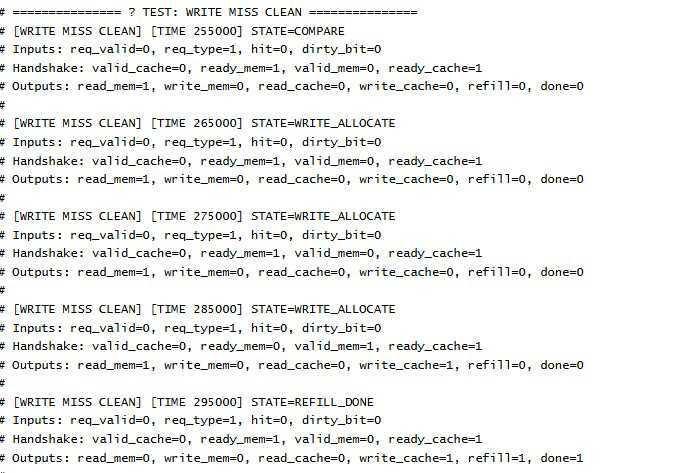 # =============== ? TEST: WRITE MISS CLEAN ===============
# [WRITE MISS CLEAN] [TIME 255000] STATE=COMPARE
# Inputs: req_valid=0, req_type=1, hit=0, dirty_bit=0
# Handshake: valid_cache=0, ready_mem=1, valid_mem=0, ready_cache=1
# Outputs: read_mem=1, write_mem=0, read_cache=0, write_cache=0, refill=0, done=0
#
# [WRITE MISS CLEAN] [TIME 265000] STATE=WRITE_ALLOCATE
# Inputs: req_valid=0, req_type=1, hit=0, dirty_bit=0
# Handshake: valid_cache=0, ready_mem=1, valid_mem=0, ready_cache=1
# Outputs: read_mem=1, write_mem=0, read_cache=0, write_cache=0, refill=0, done=0
#
# [WRITE MISS CLEAN] [TIME 275000] STATE=WRITE_ALLOCATE
# Inputs: req_valid=0, req_type=1, hit=0, dirty_bit=0
# Handshake: valid_cache=0, ready_mem=1, valid_mem=0, ready_cache=1
# Outputs: read_mem=1, write_mem=0, read_cache=0, write_cache=0, refill=0, done=0
#
# [WRITE MISS CLEAN] [TIME 285000] STATE=WRITE_ALLOCATE
# Inputs: req_valid=0, req_type=1, hit=0, dirty_bit=0
# Handshake: valid_cache=0, ready_mem=0, valid_mem=1, ready_cache=1
# Outputs: read_mem=1, write_mem=0, read_cache=0, write_cache=1, refill=0, done=0
#
# [WRITE MISS CLEAN] [TIME 295000] STATE=REFILL_DONE
# Inputs: req_valid=0, req_type=1, hit=0, dirty_bit=0
# Handshake: valid_cache=0, ready_mem=1, valid_mem=0, ready_cache=1
# Outputs: read_mem=0, write_mem=0, read_cache=0, write_cache=1, refill=1, done=1